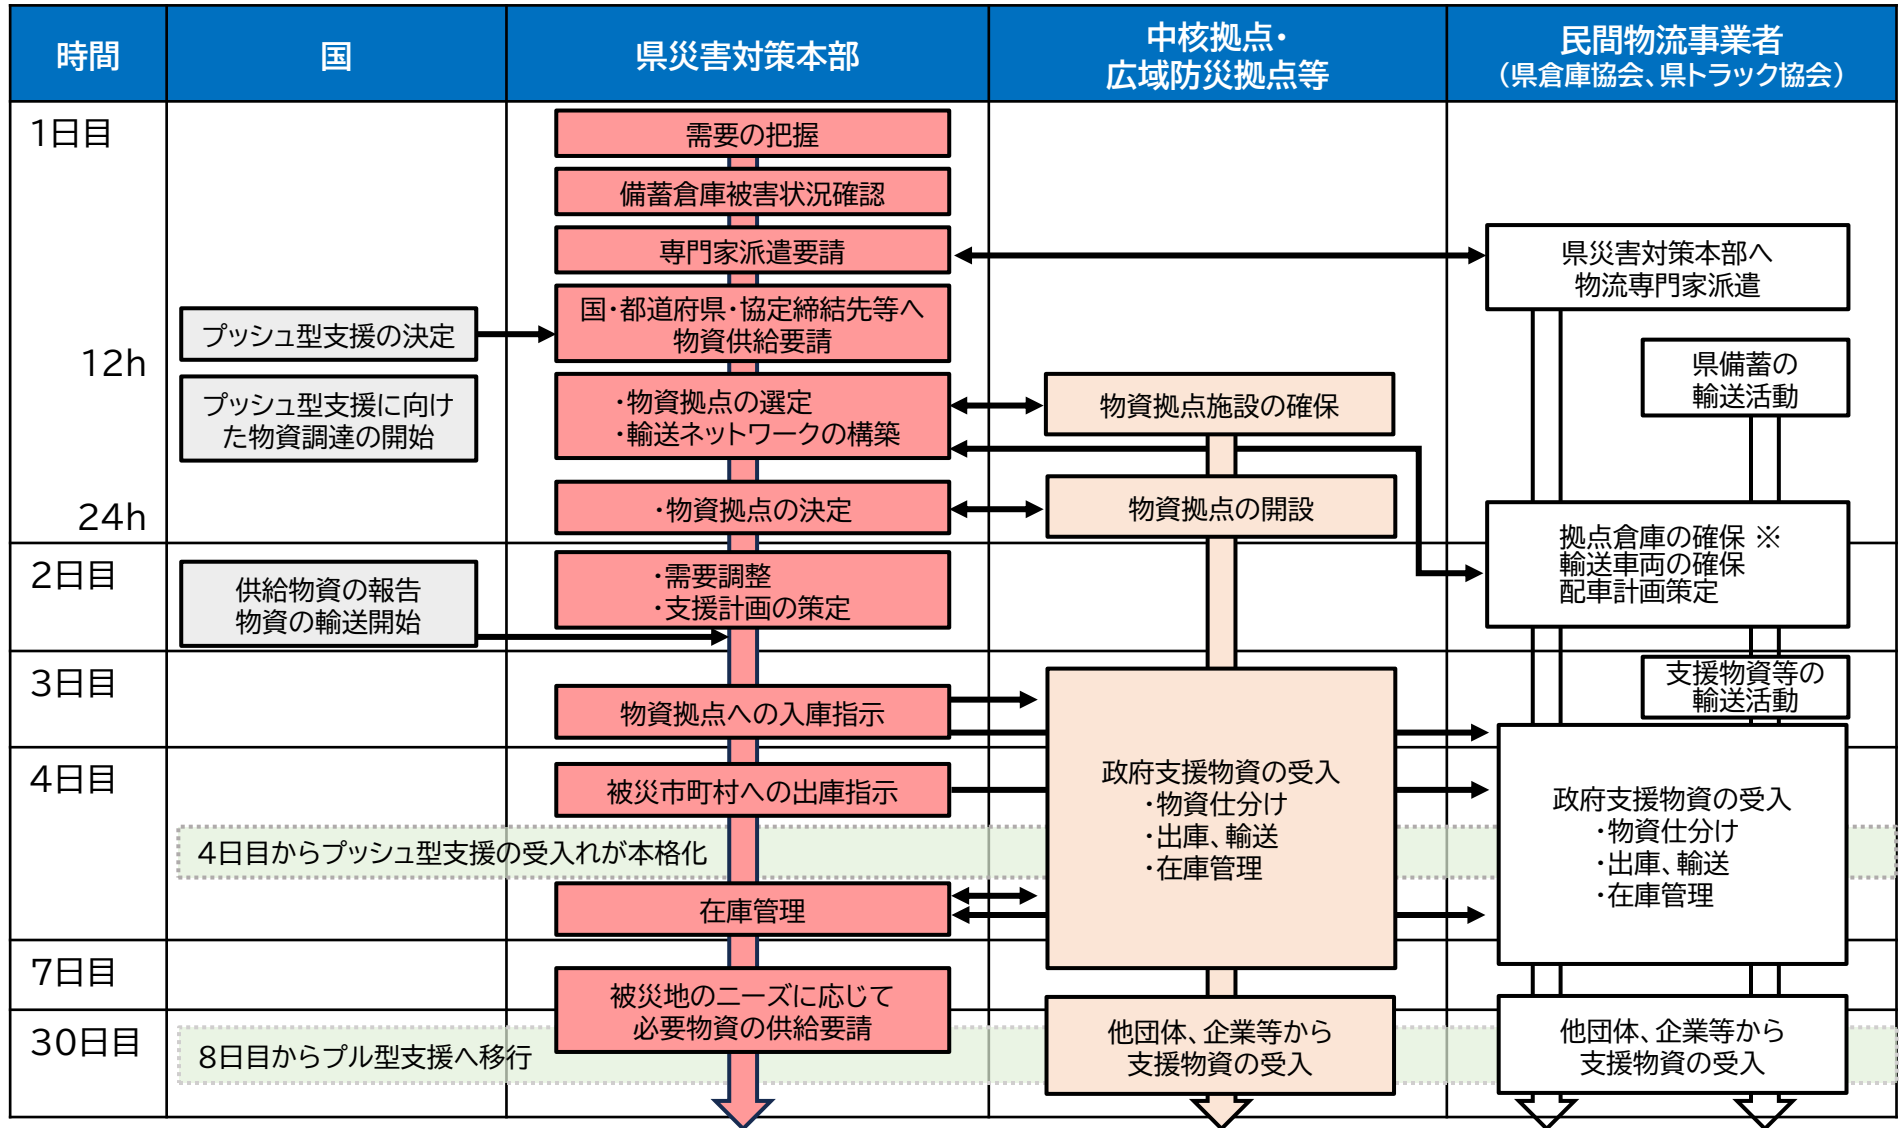 時間
国
県災害対策本部
中核拠点・
広域防災拠点等
民間物流事業者
（県倉庫協会、県トラック協会）
1日目
需要の把握
備蓄倉庫被害状況確認
専門家派遣要請
県災害対策本部へ
物流専門家派遣
プッシュ型支援の決定
国・都道府県・協定締結先等へ
物資供給要請
12h
県備蓄の
輸送活動
プッシュ型支援に向け
た物資調達の開始
・物資拠点の選定
・輸送ネットワークの構築
物資拠点施設の確保
24h
・物資拠点の決定
物資拠点の開設
拠点倉庫の確保 ※
輸送車両の確保
配車計画策定
2日目
供給物資の報告
物資の輸送開始
・需要調整
・支援計画の策定
3日目
物資拠点への入庫指示
支援物資等の
輸送活動
4日目
被災市町村への出庫指示
政府支援物資の受入
・物資仕分け
・出庫、輸送
・在庫管理
政府支援物資の受入
・物資仕分け
・出庫、輸送
・在庫管理
4日目からプッシュ型支援の受入れが本格化
在庫管理
7日目
被災地のニーズに応じて
必要物資の供給要請
30日目
8日目からプル型支援へ移行
他団体、企業等から
支援物資の受入
他団体、企業等から
支援物資の受入